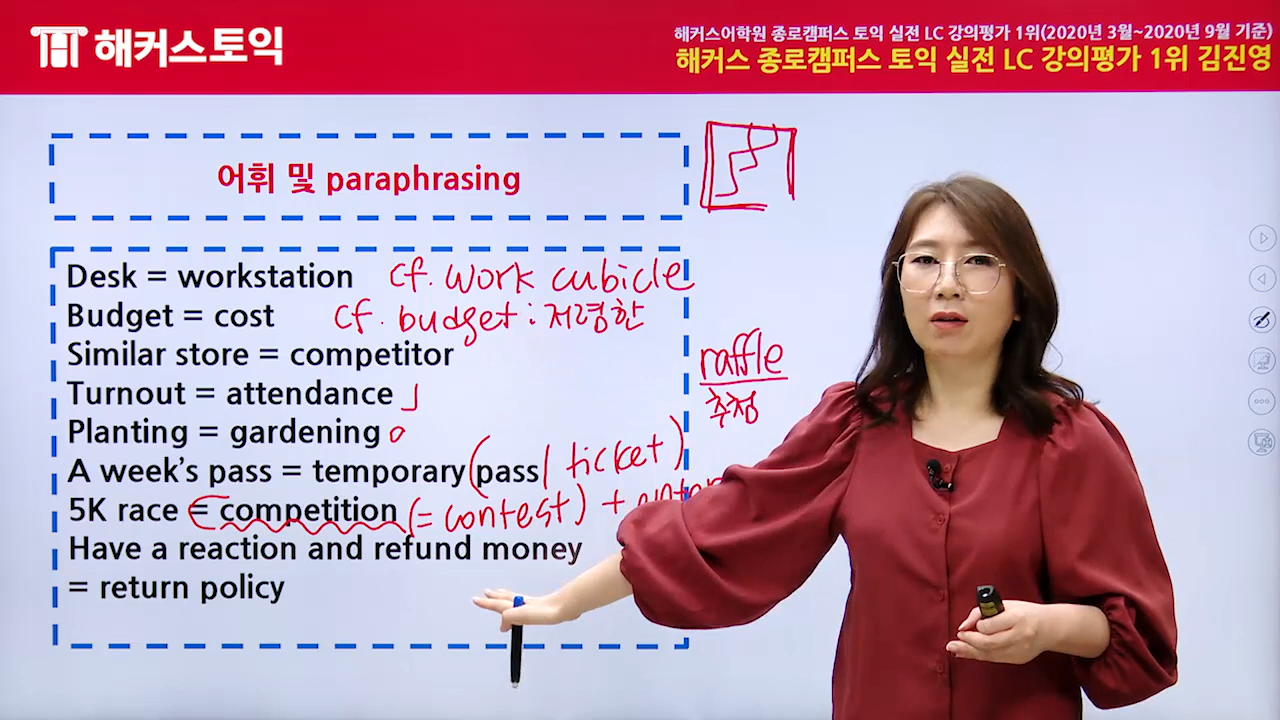 해커스토익
해커스어학원 종로캠퍼스 토익 실전 LC 강의평가 1위(2020년 3월~2020년 9월 기준)
해커스 종로캠퍼스 토익 실전 LC 강의평가 1위 김진영
어휘 및 paraphrasing
Desk = workstation cf. work cubicle
Budget = cost cf. budget : 저렴한
Similar store = competitor
raffle
추첨
Turnout = attendance
Planting = gardening
A week's pass = temporary (pass / ticket)
5K race = competition (= contest) +
Have a reaction and refund money
= return policy